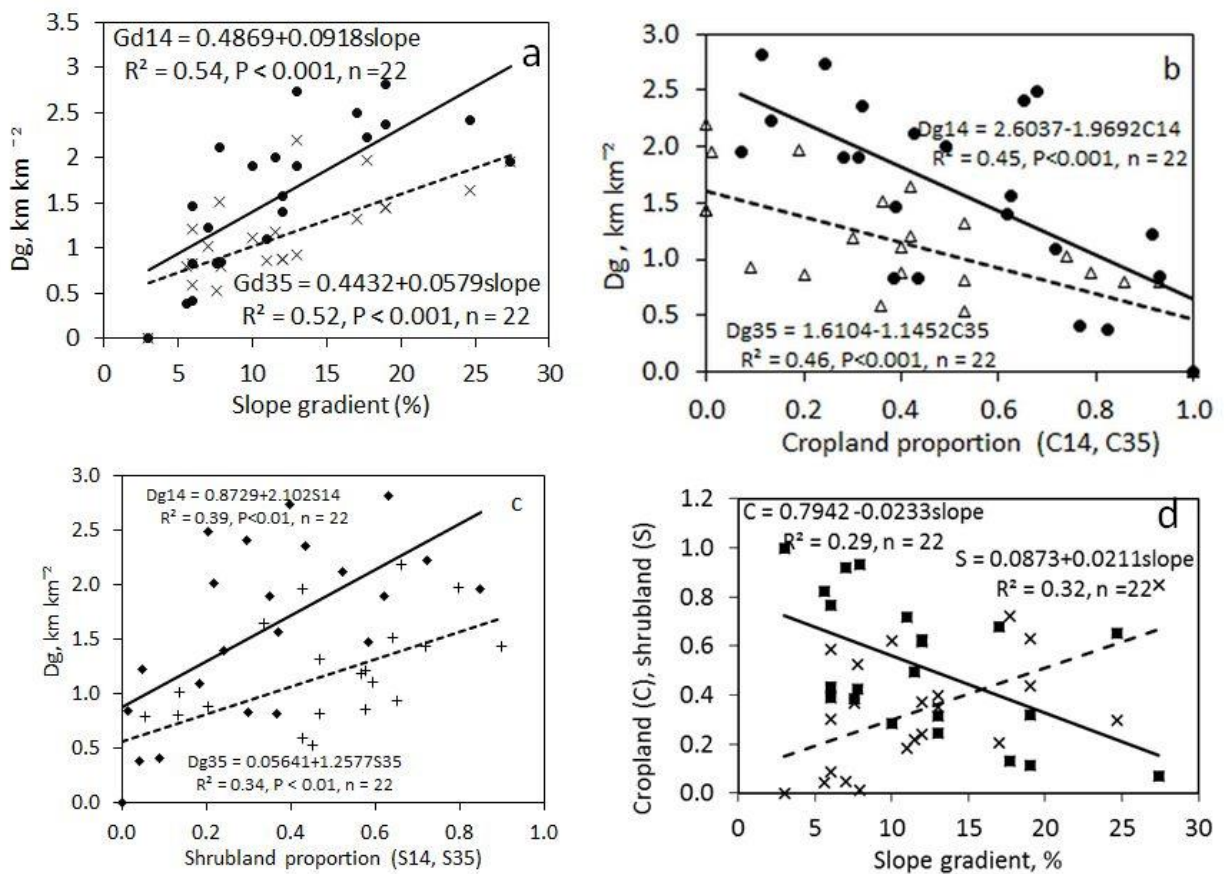 a
Gd14 = 0.4869+0.0918slope
R² = 0.54, P < 0.001, n =22
Gd35 = 0.4432+0.0579slope
R² = 0.52, P < 0.001, n = 22
Dg, km km⁻²
3.5
3
2.5
2
1.5
1
0.5
0
0 5 10 15 20 25 30
Slope gradient (%)
b
Dg14 = 2.6037-1.9692C14
R² = 0.45, P<0.001, n = 22
Dg35 = 1.6104-1.1452C35
R² = 0.46, P<0.001, n = 22
Dg, km km⁻²
3.0
2.5
2.0
1.5
1.0
0.5
0.0
0.0 0.2 0.4 0.6 0.8 1.0
Cropland proportion (C14, C35)
c
Dg14 = 0.8729+2.102S14
R² = 0.39, P<0.01, n = 22
Dg35 = 0.05641+1.2577S35
R² = 0.34, P < 0.01, n = 22
Dg, km km⁻²
3.0
2.5
2.0
1.5
1.0
0.5
0.0
0.0 0.2 0.4 0.6 0.8 1.0
Shrubland proportion (S14, S35)
d
C = 0.7942 -0.0233slope
R² = 0.29, n = 22
S = 0.0873+0.0211slope
R² = 0.32, n =22
Cropland (C), shrubland (S)
1.2
1.0
0.8
0.6
0.4
0.2
0.0
0 5 10 15 20 25 30
Slope gradient, %